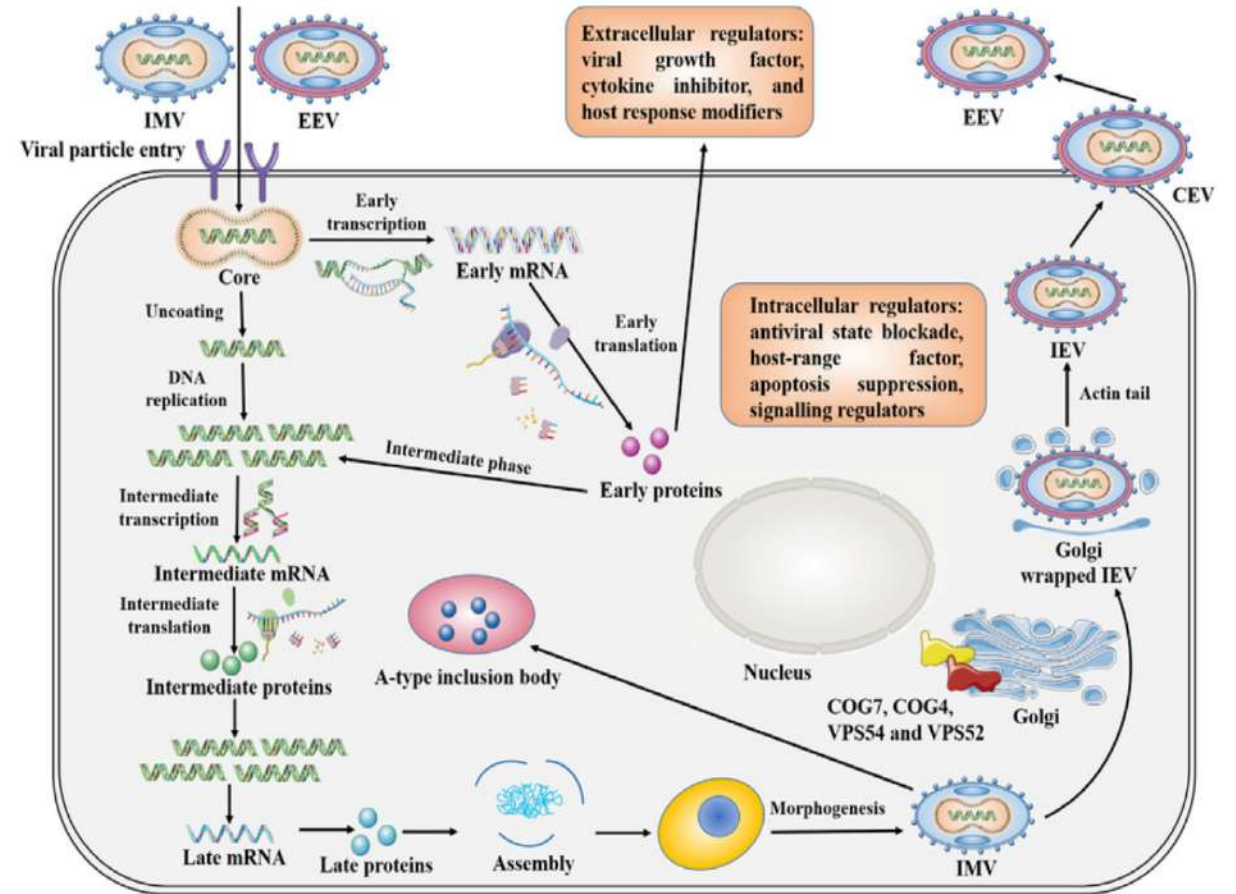 IMV
EEV
Viral particle entry
Extracellular regulators:
viral growth factor,
cytokine inhibitor, and
host response modifiers
EEV
CEV
Early
transcription
Core
Early mRNA
Uncoating
Early
translation
Intracellular regulators:
antiviral state blockade,
host-range factor,
apoptosis suppression,
signalling regulators
IEV
Actin tail
DNA
replication
Intermediate phase
Early proteins
Intermediate
transcription
Intermediate mRNA
Golgi
wrapped IEV
Intermediate
translation
Intermediate proteins
A-type inclusion body
Nucleus
COG7, COG4,
VPS54 and VPS52
Golgi
Late mRNA
Late proteins
Assembly
Morphogenesis
IMV